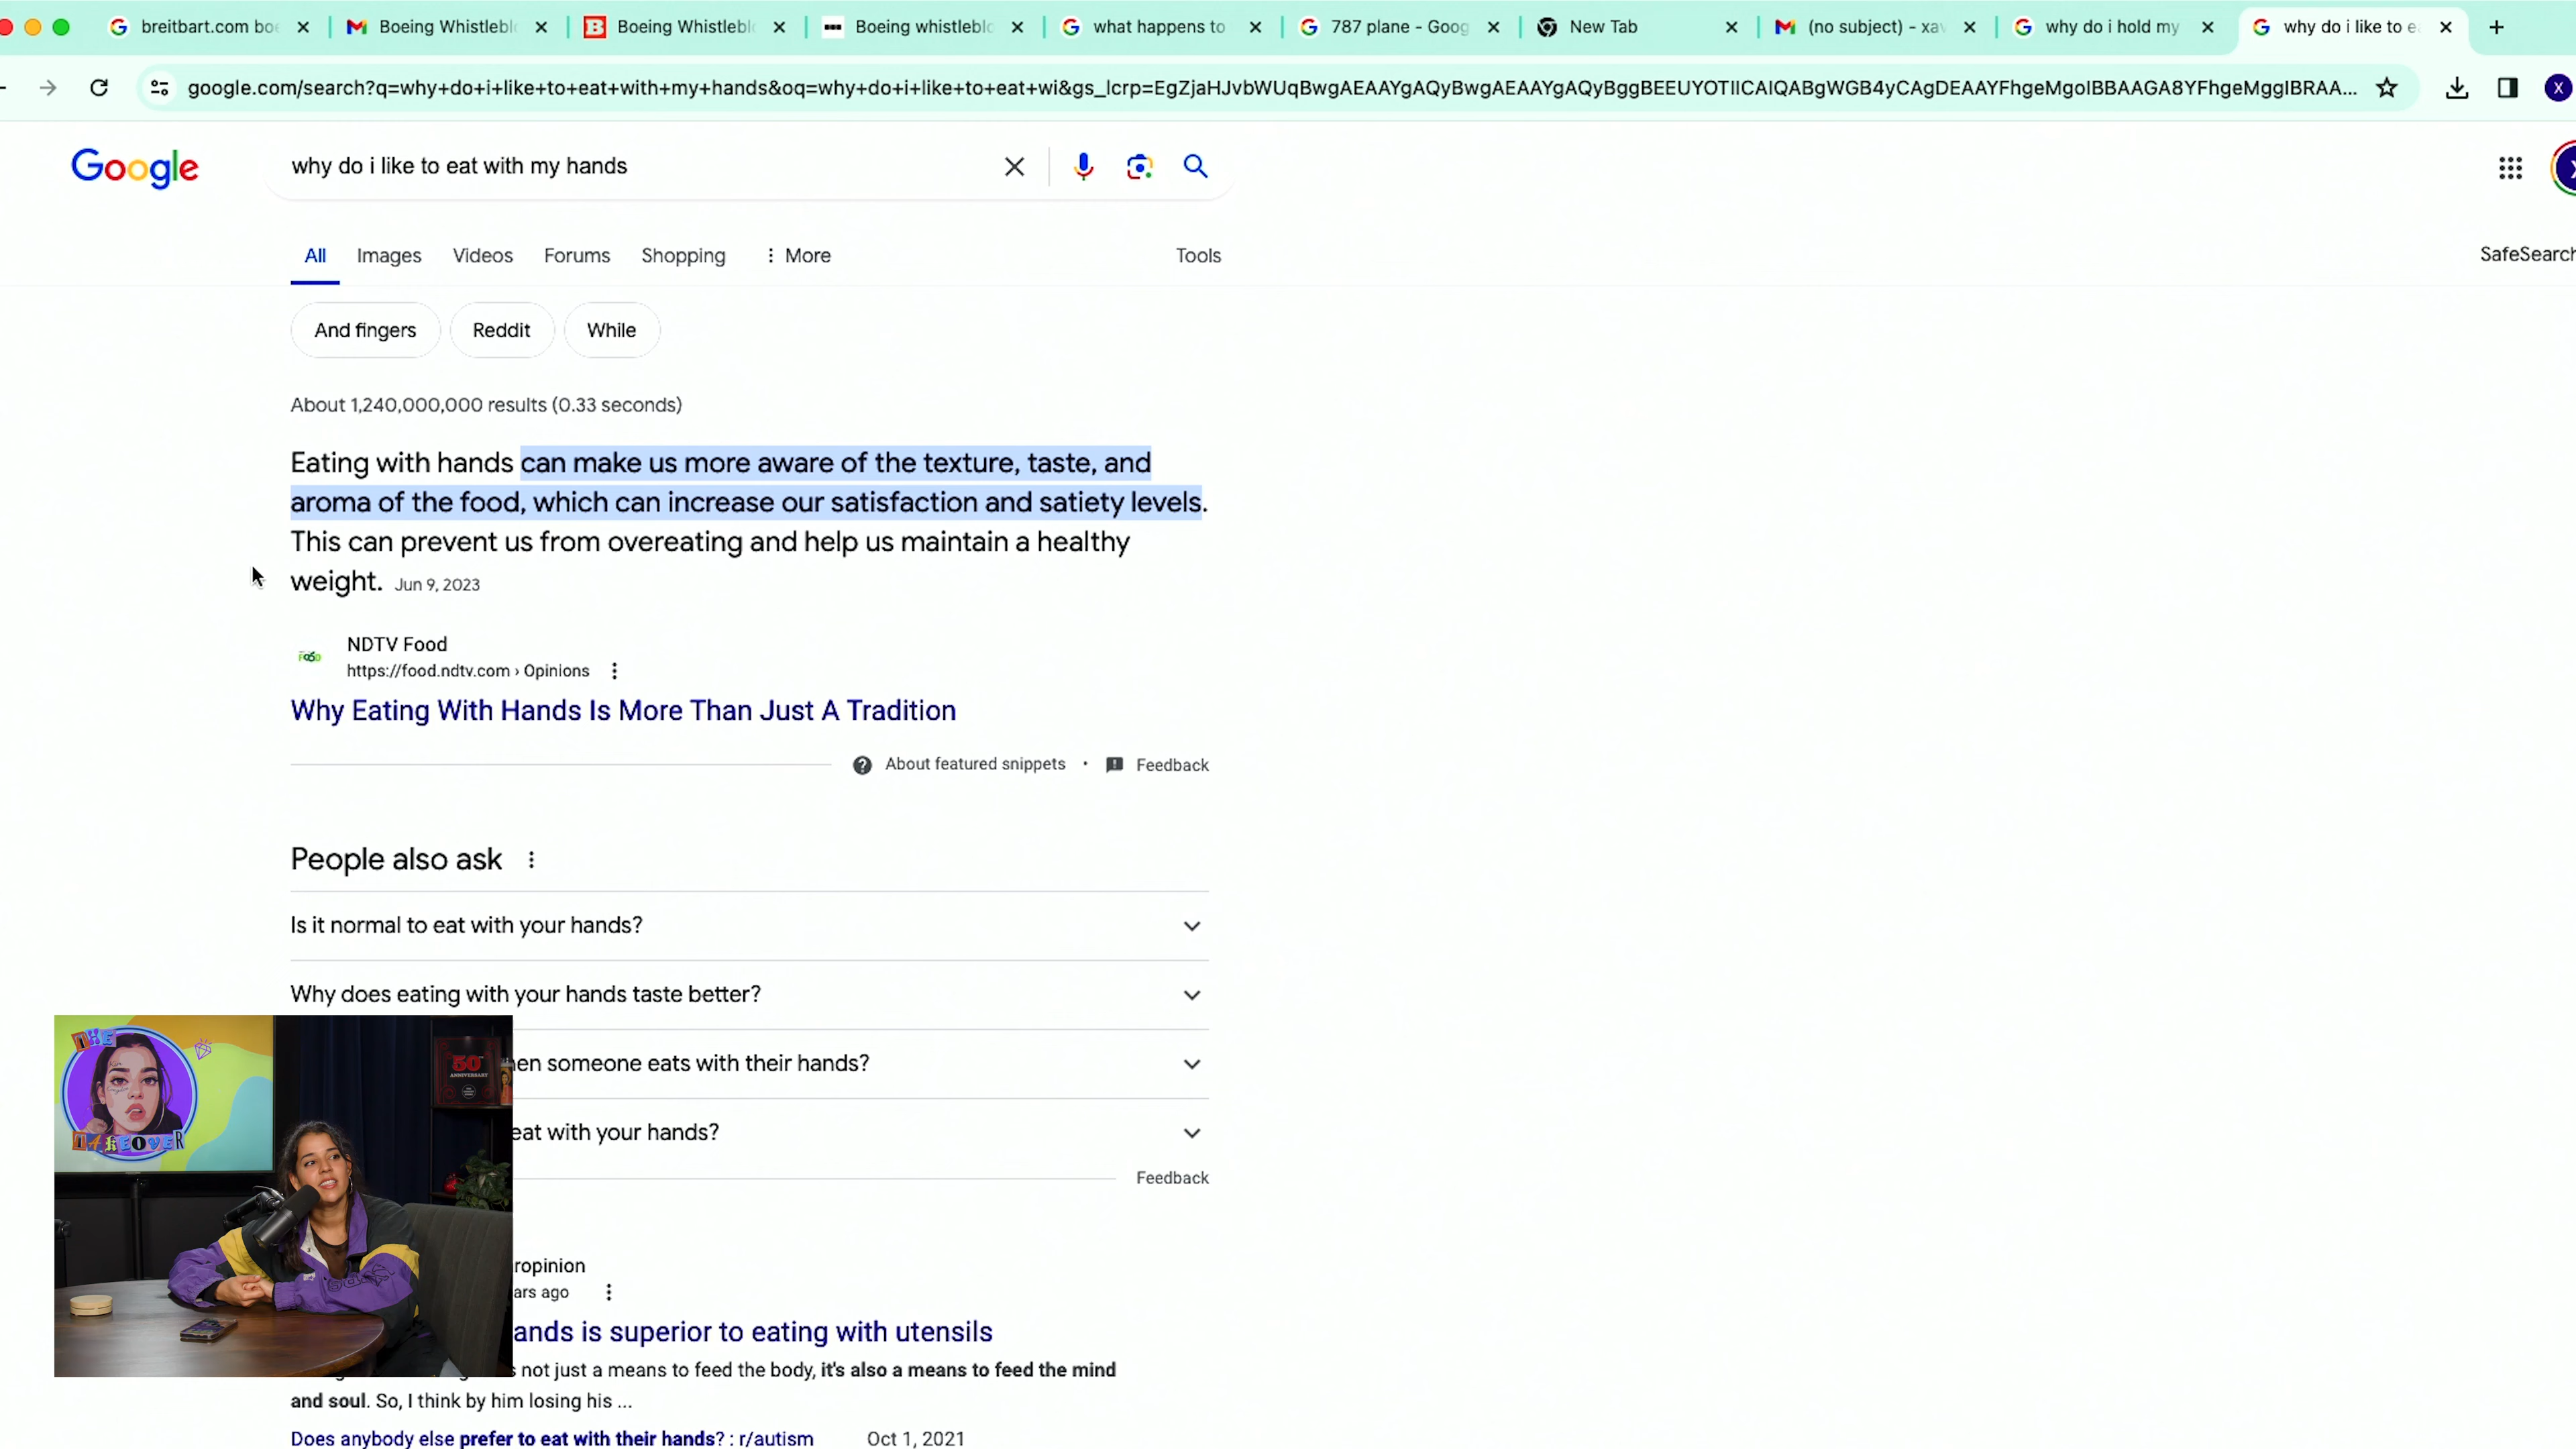 breitbart.com boe
Boeing Whistlebl
Boeing Whistlebl
Boeing whistleblo
what happens to
787 plane - Goog
New Tab
(no subject) - xav
why do i hold my
why do i like to e
google.com/search?q=why+do+i+like+to+eat+with+my+hands&oq=why+do+i+like+to+eat+wi&gs_lcrp=EgZjaHJvbWUqBwgAEAAYgAQyBwgAEAAYgAQyBggBEEUYOTIICAIQABgWGB4yCAgDEAAYFhgeMgoIBBAAGA8YFhgeMggIBRAA...
X
Google
why do i like to eat with my hands
All Images Videos Forums Shopping More Tools
SafeSearch
And fingers Reddit While
About 1,240,000,000 results (0.33 seconds)
Eating with hands can make us more aware of the texture, taste, and
aroma of the food, which can increase our satisfaction and satiety levels.
This can prevent us from overeating and help us maintain a healthy
weight. Jun 9, 2023
NDTV Food
https://food.ndtv.com › Opinions
Why Eating With Hands Is More Than Just A Tradition
About featured snippets • Feedback
People also ask
Is it normal to eat with your hands?
Why does eating with your hands taste better?
hen someone eats with their hands?
eat with your hands?
Feedback
ropinion
ars ago
ands is superior to eating with utensils
not just a means to feed the body, it's also a means to feed the mind
and soul. So, I think by him losing his ...
Does anybody else prefer to eat with their hands? : r/autism Oct 1, 2021
THE
TAKEOVER
50
ANNIVERSARY